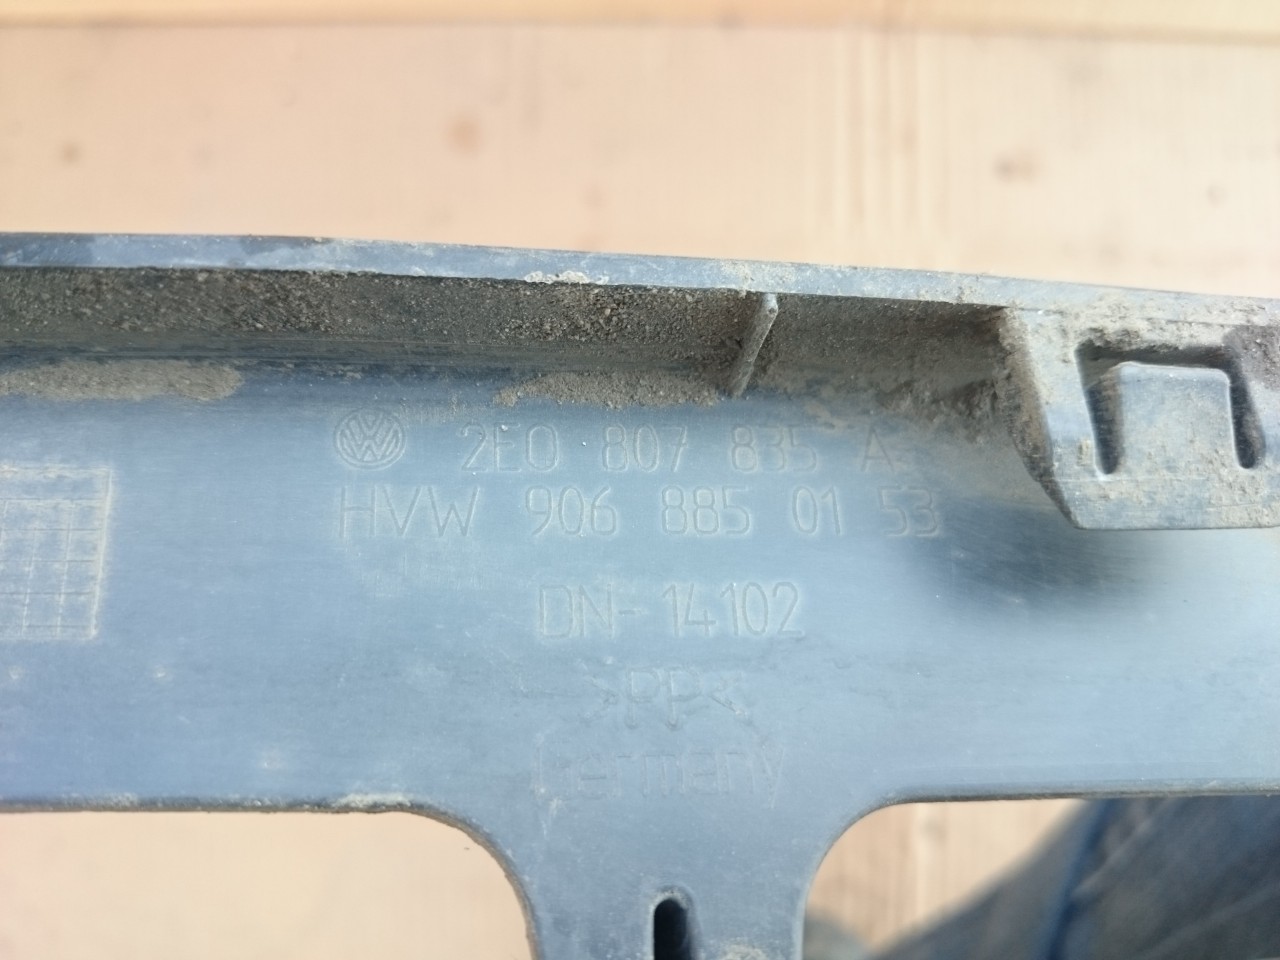 2E0 807 835 A
HVW 906 885 01 53
DN-14102
>PP<
Germany